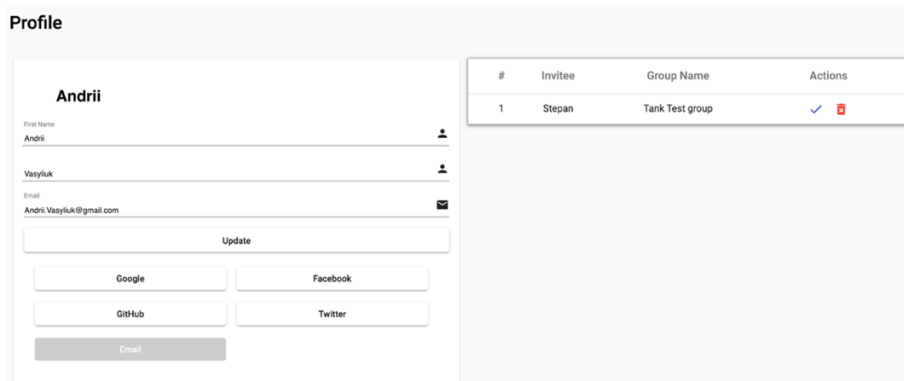 Profile
Andrii
First Name
Andrii
Vasyliuk
Email
Andrii.Vasyliuk@gmail.com
Update
Google Facebook
GitHub Twitter
Email
# Invitee Group Name Actions
1 Stepan Tank Test group